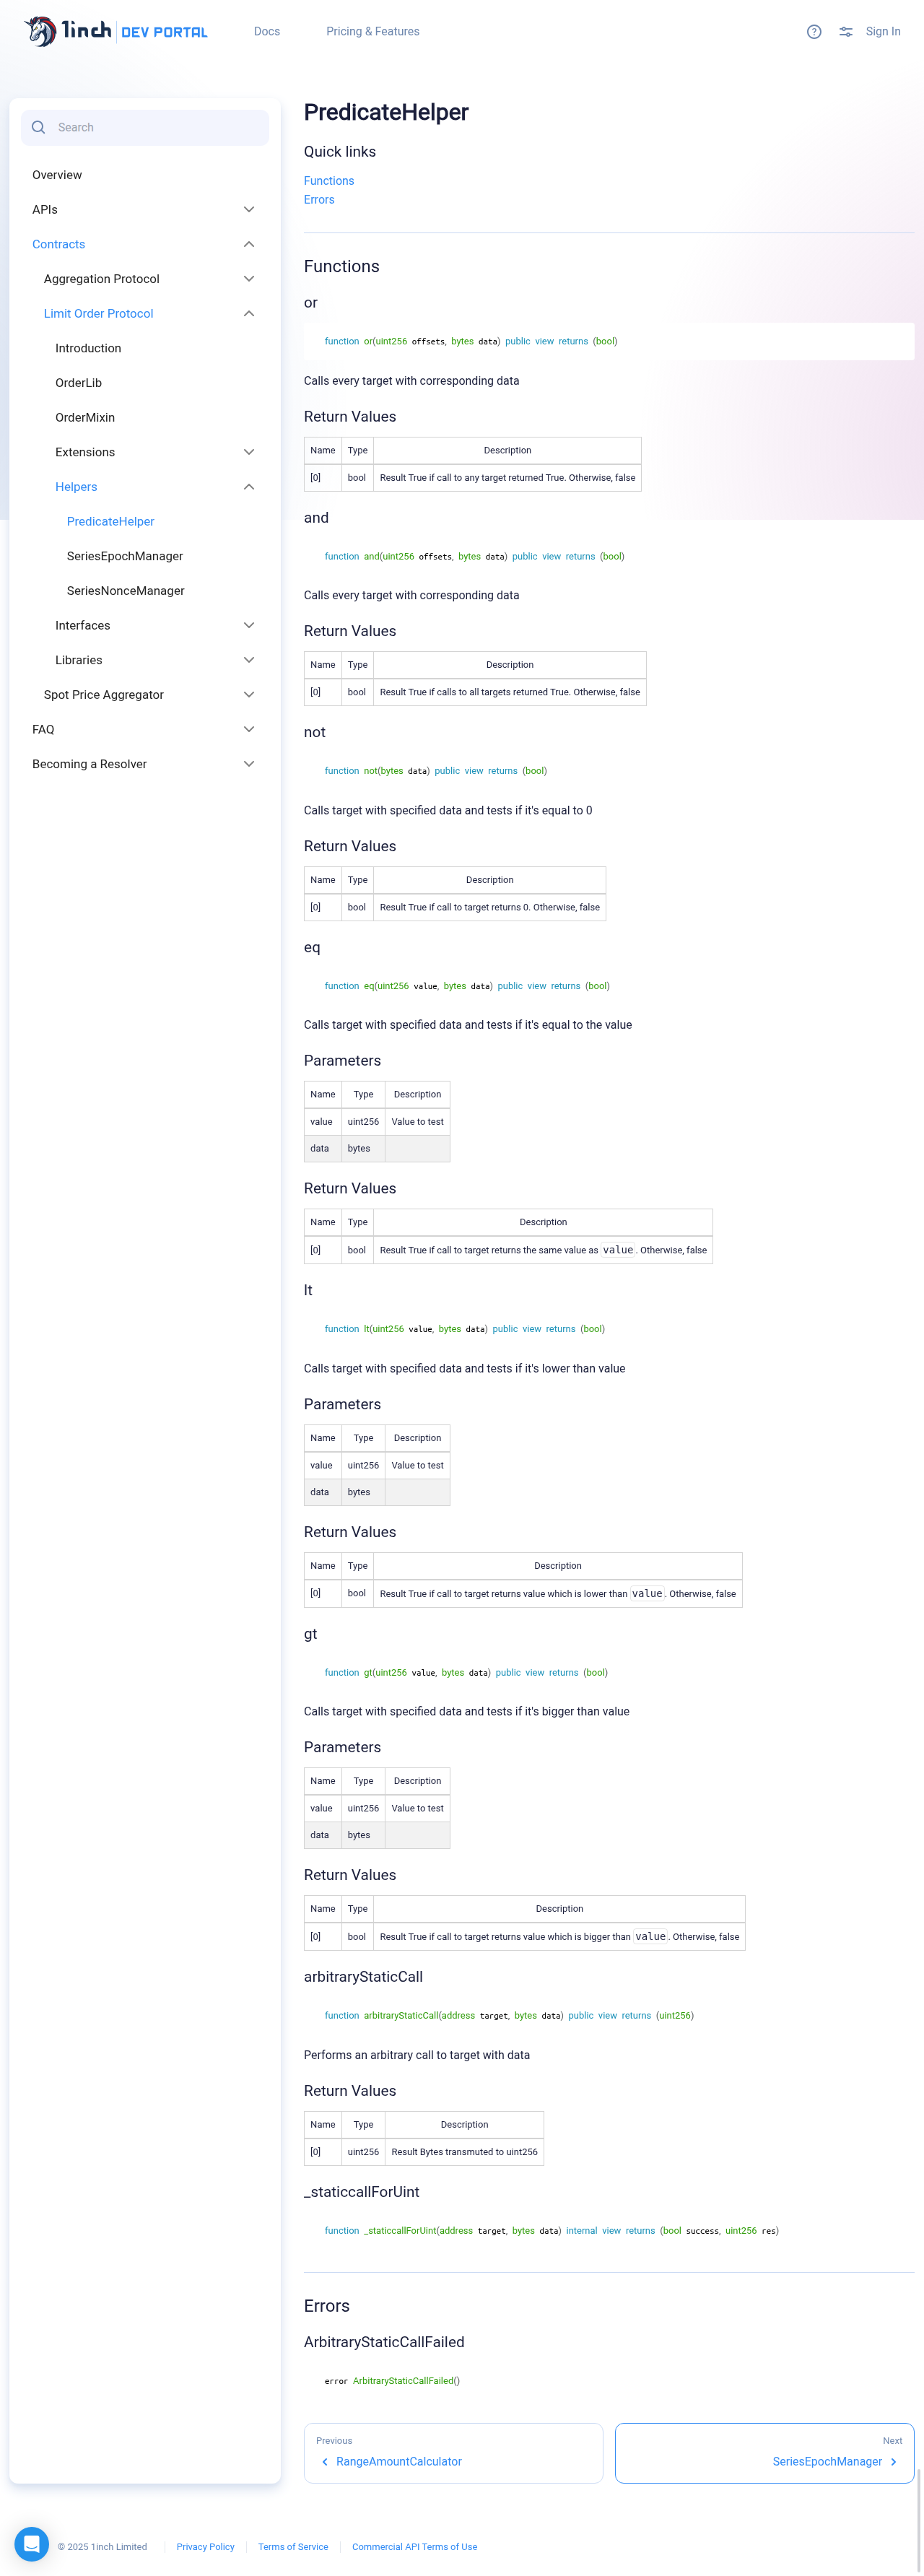 1inch DEV PORTAL
Docs
Pricing & Features
Sign In
Search
Overview
APIs
Contracts
Aggregation Protocol
Limit Order Protocol
Introduction
OrderLib
OrderMixin
Extensions
Helpers
PredicateHelper
SeriesEpochManager
SeriesNonceManager
Interfaces
Libraries
Spot Price Aggregator
FAQ
Becoming a Resolver
PredicateHelper
Quick links
Functions
Errors
Functions
or
function or(uint256 offsets, bytes data) public view returns (bool)
Calls every target with corresponding data
Return Values
Name Type Description
[0] bool Result True if call to any target returned True. Otherwise, false
and
function and(uint256 offsets, bytes data) public view returns (bool)
Calls every target with corresponding data
Return Values
Name Type Description
[0] bool Result True if calls to all targets returned True. Otherwise, false
not
function not(bytes data) public view returns (bool)
Calls target with specified data and tests if it's equal to 0
Return Values
Name Type Description
[0] bool Result True if call to target returns 0. Otherwise, false
eq
function eq(uint256 value, bytes data) public view returns (bool)
Calls target with specified data and tests if it's equal to the value
Parameters
Name Type Description
value uint256 Value to test
data bytes
Return Values
Name Type Description
[0] bool Result True if call to target returns the same value as value. Otherwise, false
lt
function lt(uint256 value, bytes data) public view returns (bool)
Calls target with specified data and tests if it's lower than value
Parameters
Name Type Description
value uint256 Value to test
data bytes
Return Values
Name Type Description
[0] bool Result True if call to target returns value which is lower than value. Otherwise, false
gt
function gt(uint256 value, bytes data) public view returns (bool)
Calls target with specified data and tests if it's bigger than value
Parameters
Name Type Description
value uint256 Value to test
data bytes
Return Values
Name Type Description
[0] bool Result True if call to target returns value which is bigger than value. Otherwise, false
arbitraryStaticCall
function arbitraryStaticCall(address target, bytes data) public view returns (uint256)
Performs an arbitrary call to target with data
Return Values
Name Type Description
[0] uint256 Result Bytes transmuted to uint256
_staticcallForUint
function _staticcallForUint(address target, bytes data) internal view returns (bool success, uint256 res)
Errors
ArbitraryStaticCallFailed
error ArbitraryStaticCallFailed()
Previous
RangeAmountCalculator
Next
SeriesEpochManager
© 2025 1inch Limited
Privacy Policy
Terms of Service
Commercial API Terms of Use